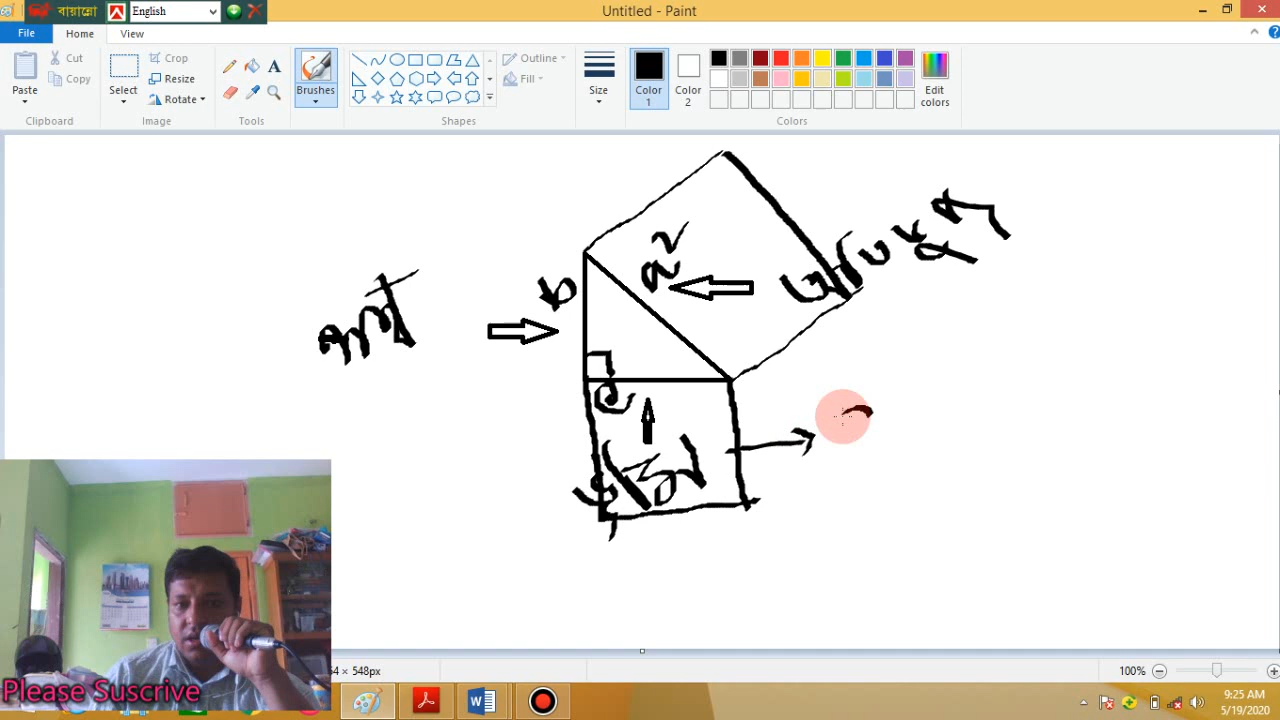 বায়ান্নো
English
Untitled - Paint
File
Home
View
Paste
Cut
Copy
Clipboard
Select
Crop
Resize
Rotate
Image
Tools
Brushes
Shapes
Outline
Fill
Size
Color 1
Color 2
Colors
Edit colors
a²
b
c
ভূমি
Please Suscrive
548px
100%
9:25 AM
5/19/2020